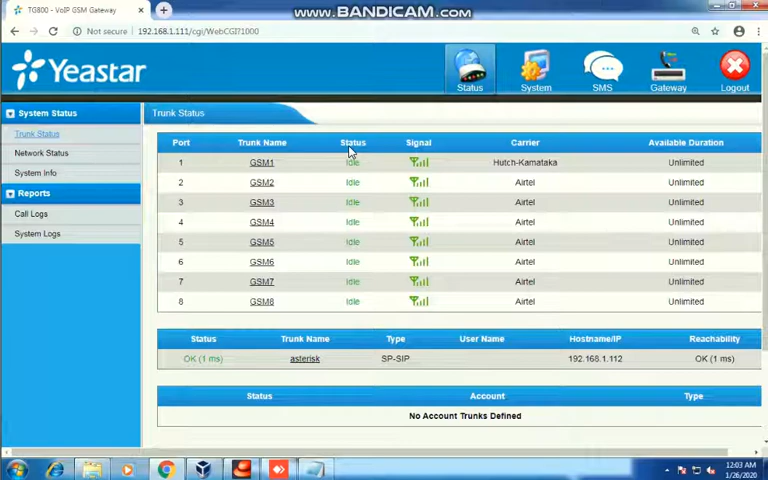 www.BANDICAM.com
TG800 - VoIP GSM Gateway
Not secure 192.168.1.111/cgi/WebCGI?1000
Yeastar
Status System SMS Gateway Logout
System Status
Trunk Status
Network Status
System Info
Reports
Call Logs
System Logs
Trunk Status
Port Trunk Name Status Signal Carrier Available Duration
1 GSM1 Idle Hutch-Karnataka Unlimited
2 GSM2 Idle Airtel Unlimited
3 GSM3 Idle Airtel Unlimited
4 GSM4 Idle Airtel Unlimited
5 GSM5 Idle Airtel Unlimited
6 GSM6 Idle Airtel Unlimited
7 GSM7 Idle Airtel Unlimited
8 GSM8 Idle Airtel Unlimited
Status Trunk Name Type User Name Hostname/IP Reachability
OK (1 ms) asterisk SP-SIP 192.168.1.112 OK (1 ms)
Status Account Type
No Account Trunks Defined
12:03 AM
1/26/2020